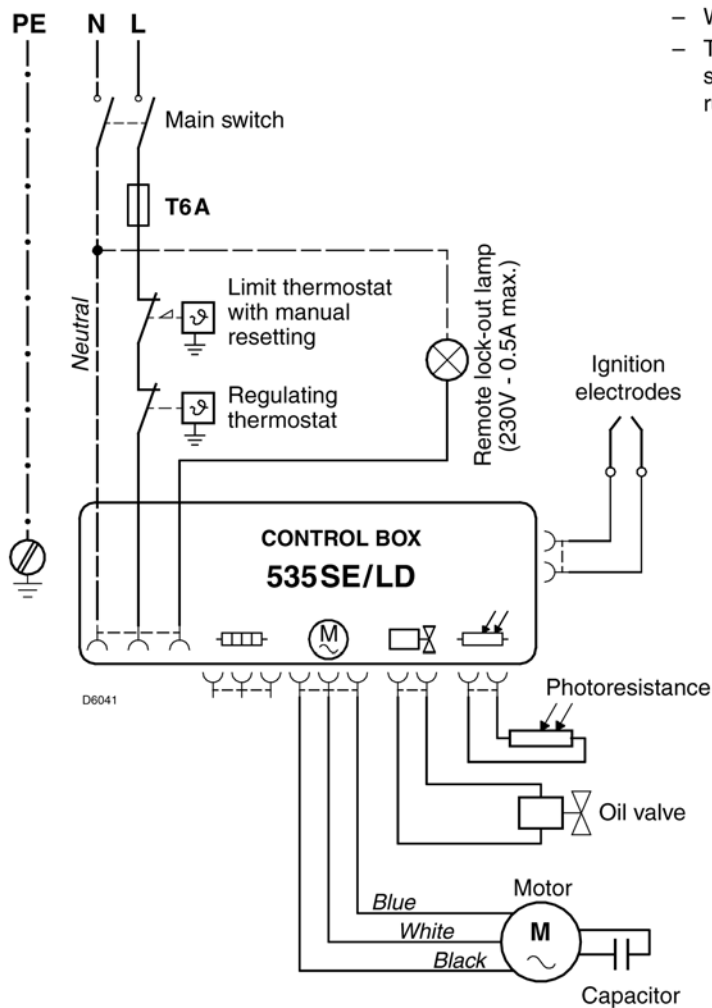 PE N L
– W
– T
s
r
Main switch
T6A
Limit thermostat
with manual
resetting
Neutral
Regulating
thermostat
Remote lock-out lamp
(230V - 0.5A max.)
Ignition
electrodes
CONTROL BOX
535SE/LD
M
D6041
Photoresistance
Oil valve
Motor
Blue
White
Black
M
Capacitor